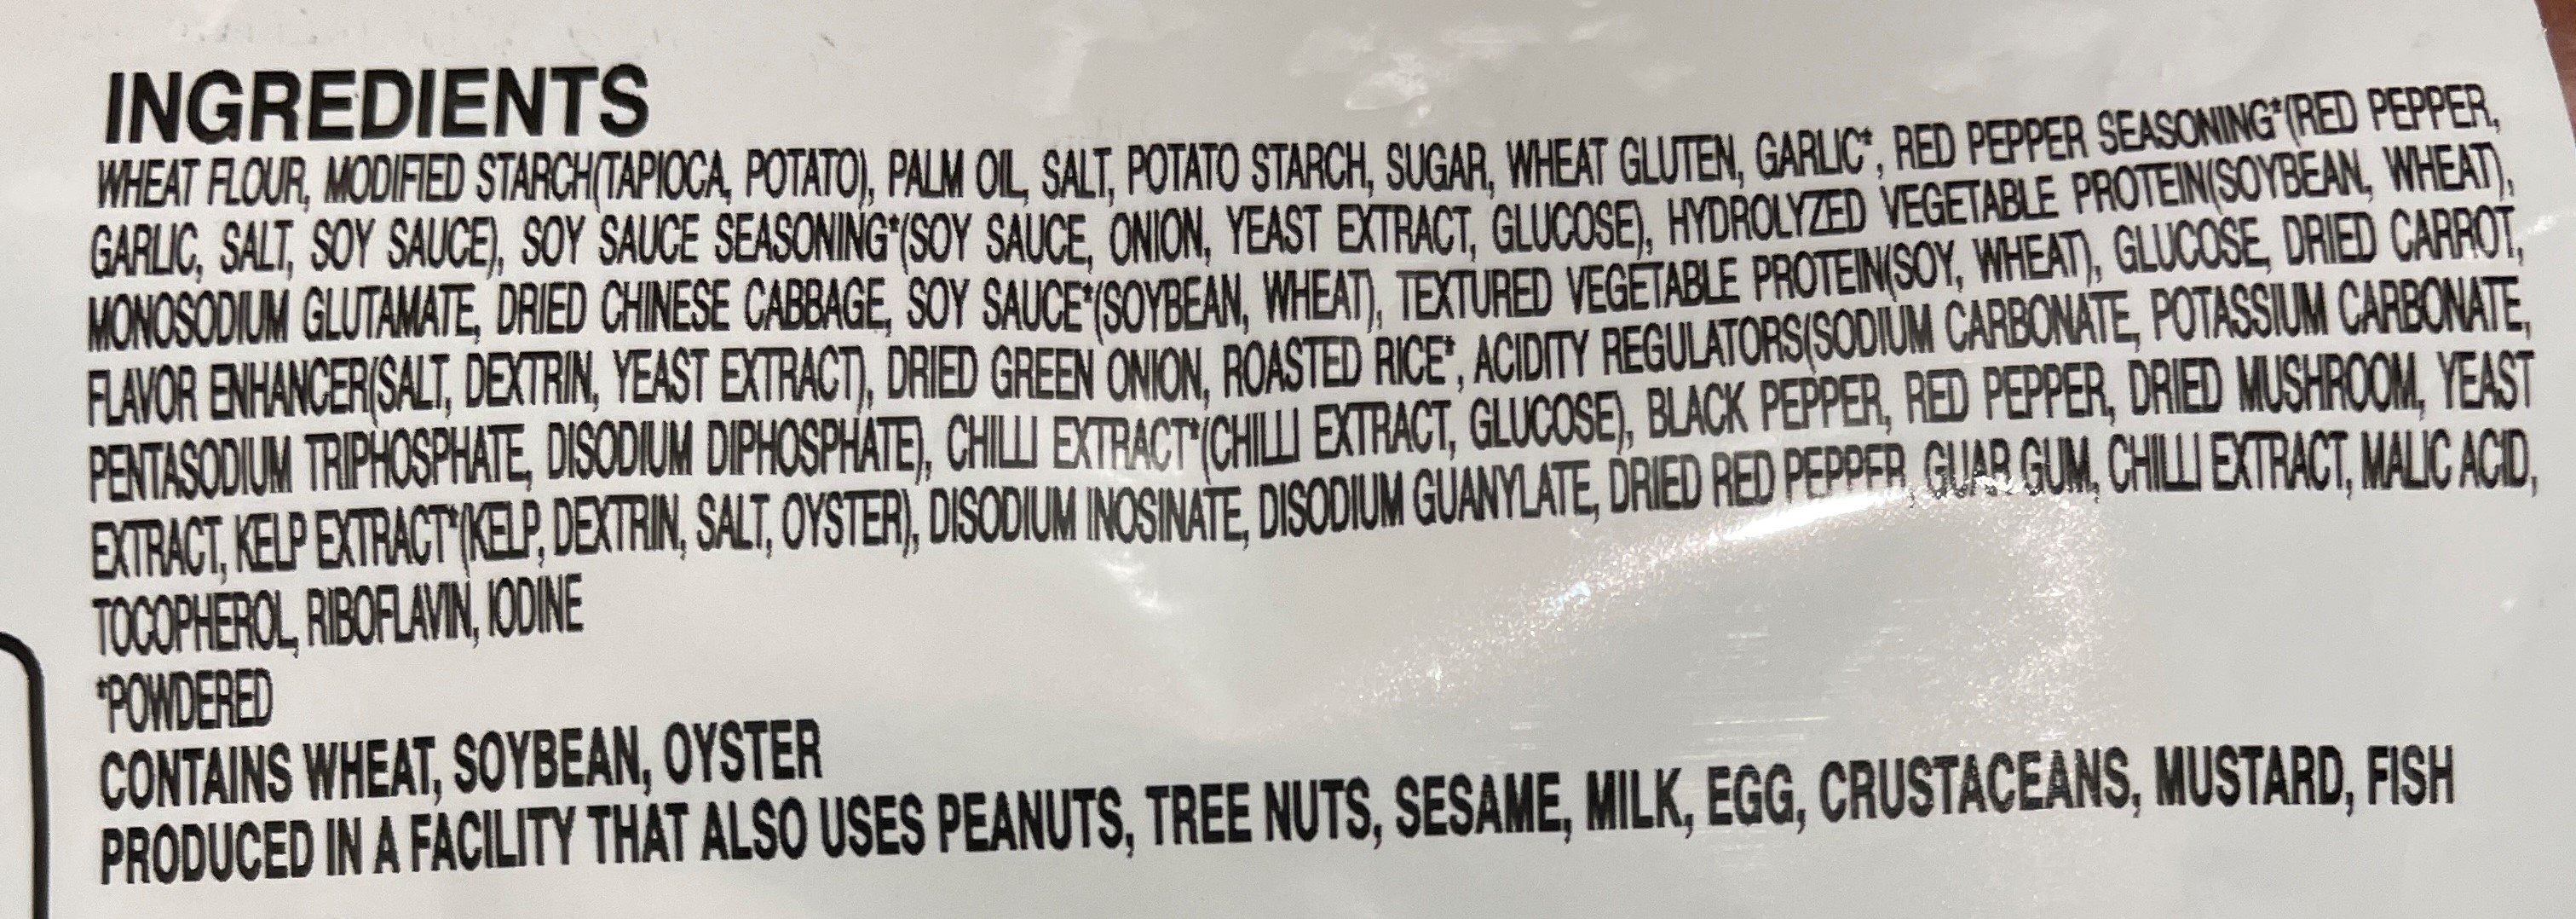 INGREDIENTS
WHEAT FLOUR, MODIFIED STARCH(TAPIOCA, POTATO), PALM OIL, SALT, POTATO STARCH, SUGAR, WHEAT GLUTEN, GARLIC*, RED PEPPER SEASONING*(RED PEPPER,
GARLIC, SALT, SOY SAUCE), SOY SAUCE SEASONING*(SOY SAUCE, ONION, YEAST EXTRACT, GLUCOSE), HYDROLYZED VEGETABLE PROTEIN(SOYBEAN, WHEAT),
MONOSODIUM GLUTAMATE, DRIED CHINESE CABBAGE, SOY SAUCE*(SOYBEAN, WHEAT), TEXTURED VEGETABLE PROTEIN(SOY, WHEAT), GLUCOSE, DRIED CARROT,
FLAVOR ENHANCER(SALT, DEXTRIN, YEAST EXTRACT), DRIED GREEN ONION, ROASTED RICE*, ACIDITY REGULATORS(SODIUM CARBONATE, POTASSIUM CARBONATE,
PENTASODIUM TRIPHOSPHATE, DISODIUM DIPHOSPHATE), CHILLI EXTRACT*(CHILLI EXTRACT, GLUCOSE), BLACK PEPPER, RED PEPPER, DRIED MUSHROOM, YEAST
EXTRACT, KELP EXTRACT*(KELP, DEXTRIN, SALT, OYSTER), DISODIUM INOSINATE, DISODIUM GUANYLATE, DRIED RED PEPPER, GUAR GUM, CHILLI EXTRACT, MALIC ACID,
TOCOPHEROL, RIBOFLAVIN, IODINE
*POWDERED
CONTAINS WHEAT, SOYBEAN, OYSTER
PRODUCED IN A FACILITY THAT ALSO USES PEANUTS, TREE NUTS, SESAME, MILK, EGG, CRUSTACEANS, MUSTARD, FISH